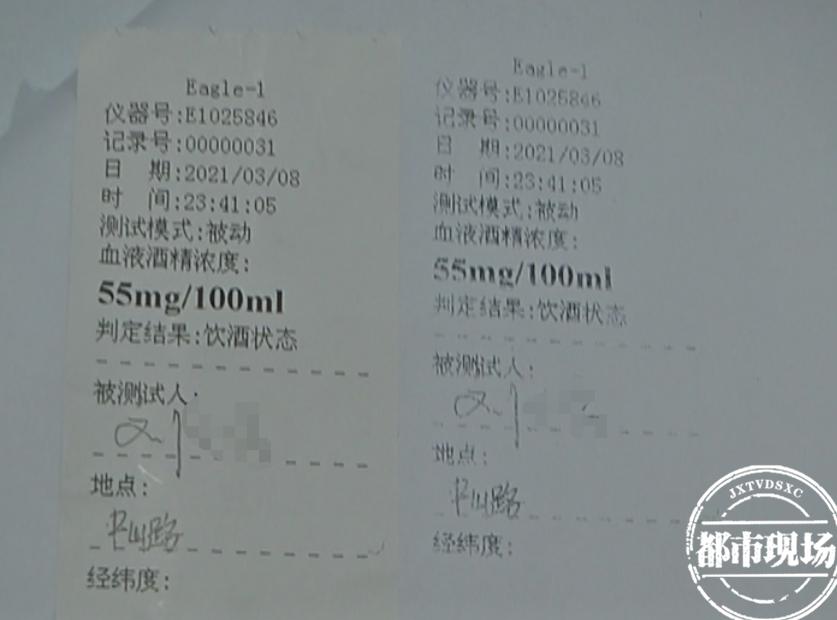 Eagle-1
仪器号:E1025846
记录号:00000031
日 期:2021/03/08
时 间:23:41:05
测试模式:被动
血液酒精浓度:
55mg/100ml
判定结果:饮酒状态
被测试人:
地点:
经纬度:
Eagle-1
仪器号:E1025846
记录号:00000031
日 期:2021/03/08
时 间:23:41:05
测试模式:被动
血液酒精浓度:
55mg/100ml
判定结果:饮酒状态
被测试人:
地点:
经纬度:
JXTVDSXC
都市现场